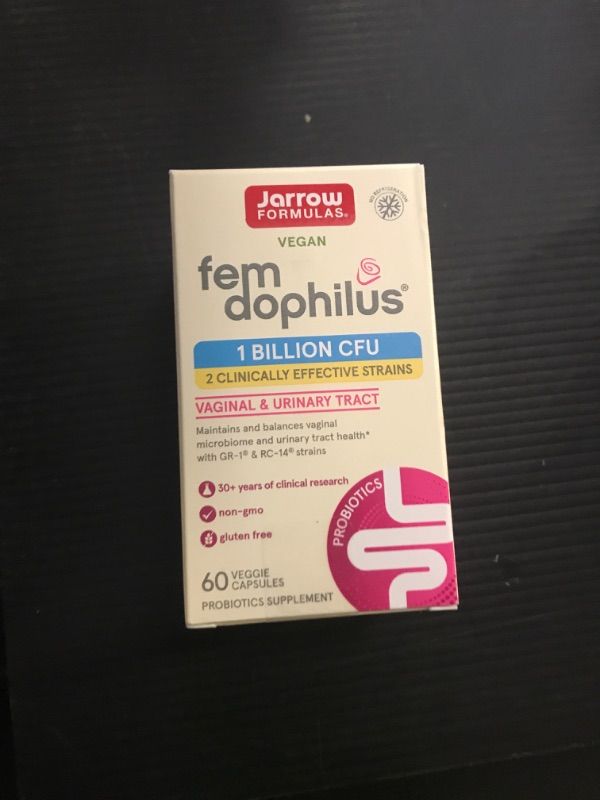 Jarrow
FORMULAS®
NO REFRIGERATION
VEGAN
fem
dophilus®
1 BILLION CFU
2 CLINICALLY EFFECTIVE STRAINS
VAGINAL & URINARY TRACT
Maintains and balances vaginal
microbiome and urinary tract health*
with GR-1® & RC-14® strains
30+ years of clinical research
non-gmo
gluten free
PROBIOTICS
60 VEGGIE
CAPSULES
PROBIOTICS SUPPLEMENT